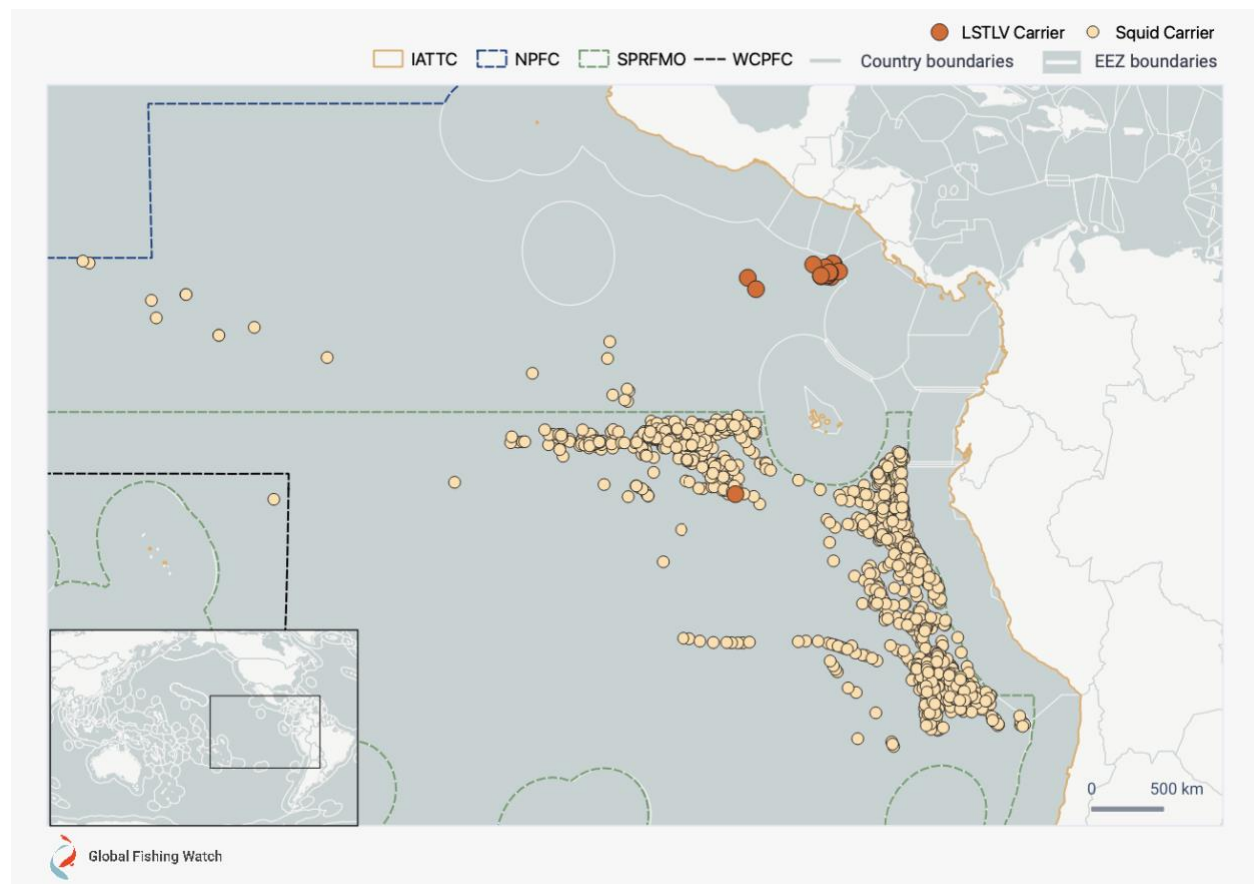 LSTLV Carrier Squid Carrier
IATTC NPFC SPRFMO WCPFC Country boundaries EEZ boundaries
0 500 km
Global Fishing Watch